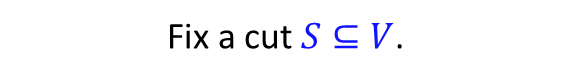 Fix a cut S ⊆ V.